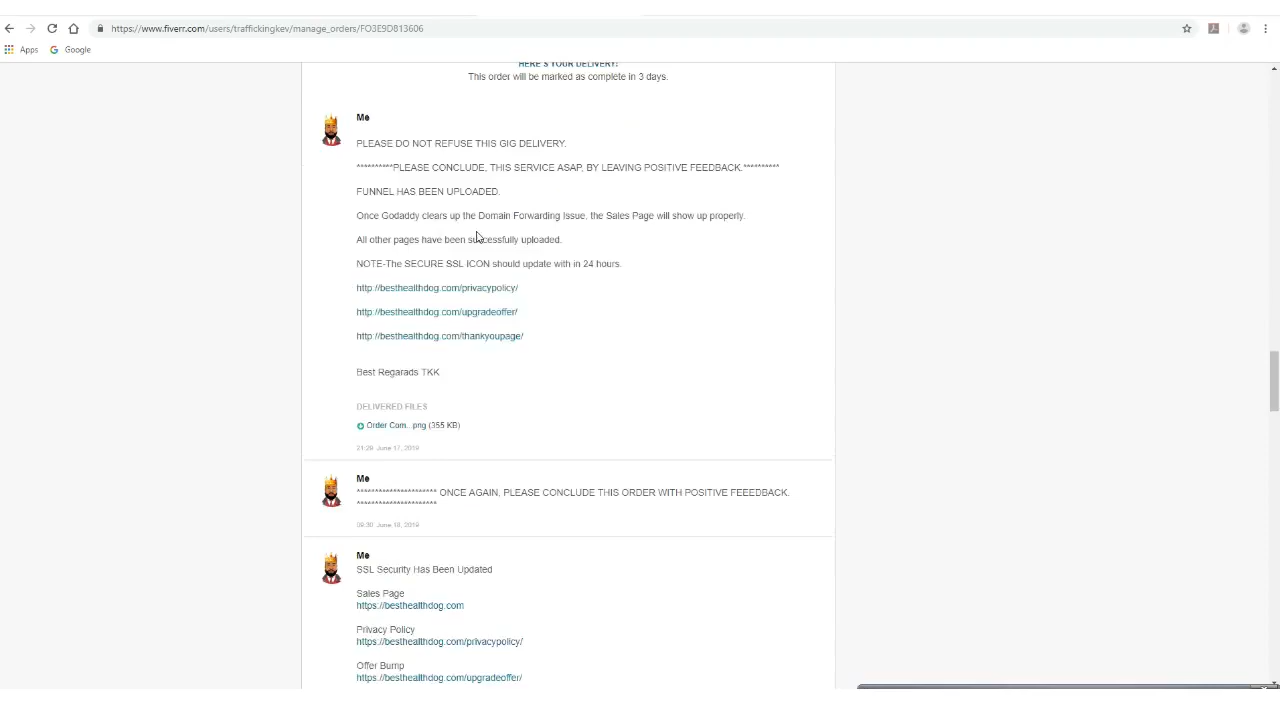 https://www.fiverr.com/users/traffickingkev/manage_orders/FO3E9D813606
Apps
Google
HERE'S YOUR DELIVERY!
This order will be marked as complete in 3 days.
Me
PLEASE DO NOT REFUSE THIS GIG DELIVERY.
**********PLEASE CONCLUDE, THIS SERVICE ASAP, BY LEAVING POSITIVE FEEDBACK.**********
FUNNEL HAS BEEN UPLOADED.
Once Godaddy clears up the Domain Forwarding Issue, the Sales Page will show up properly.
All other pages have been successfully uploaded.
NOTE-The SECURE SSL ICON should update with in 24 hours.
http://besthealthdog.com/privacypolicy/
http://besthealthdog.com/upgradeoffer/
http://besthealthdog.com/thankyoupage/
Best Regarads TKK
DELIVERED FILES
Order Com...png (355 KB)
21:29 June 17, 2019
Me
********************** ONCE AGAIN, PLEASE CONCLUDE THIS ORDER WITH POSITIVE FEEEDBACK.
**********************
09:30 June 18, 2019
Me
SSL Security Has Been Updated
Sales Page
https://besthealthdog.com
Privacy Policy
https://besthealthdog.com/privacypolicy/
Offer Bump
https://besthealthdog.com/upgradeoffer/